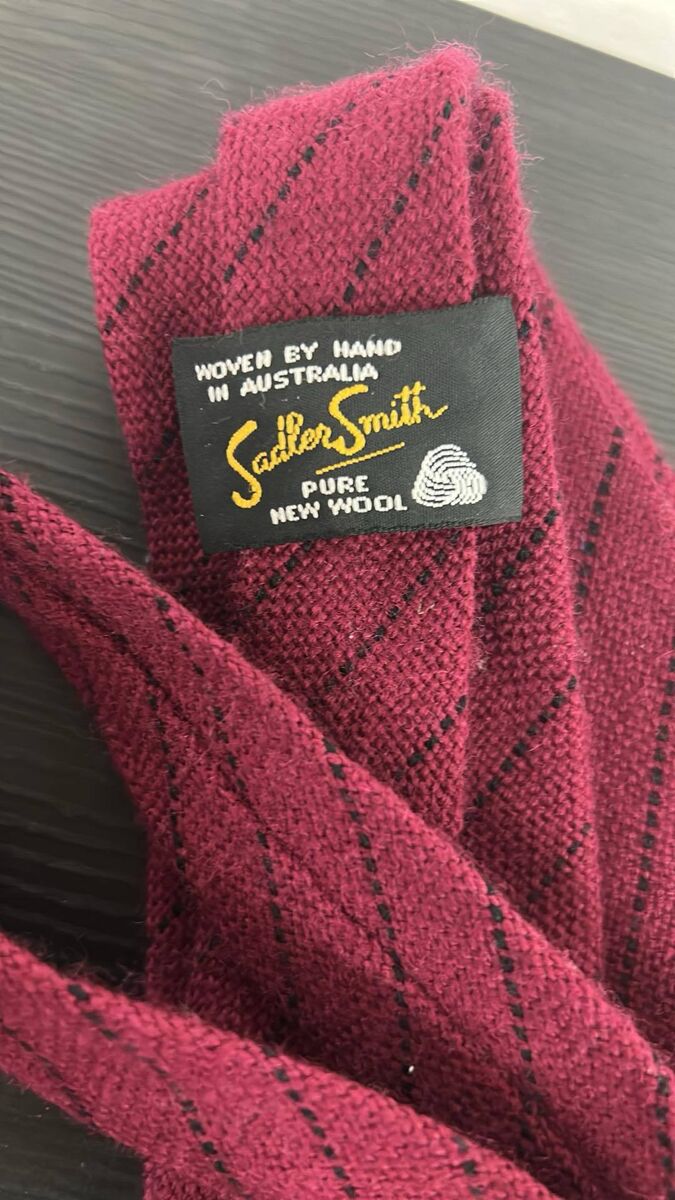 WOVEN BY HAND
IN AUSTRALIA
Sadler Smith
PURE
NEW WOOL